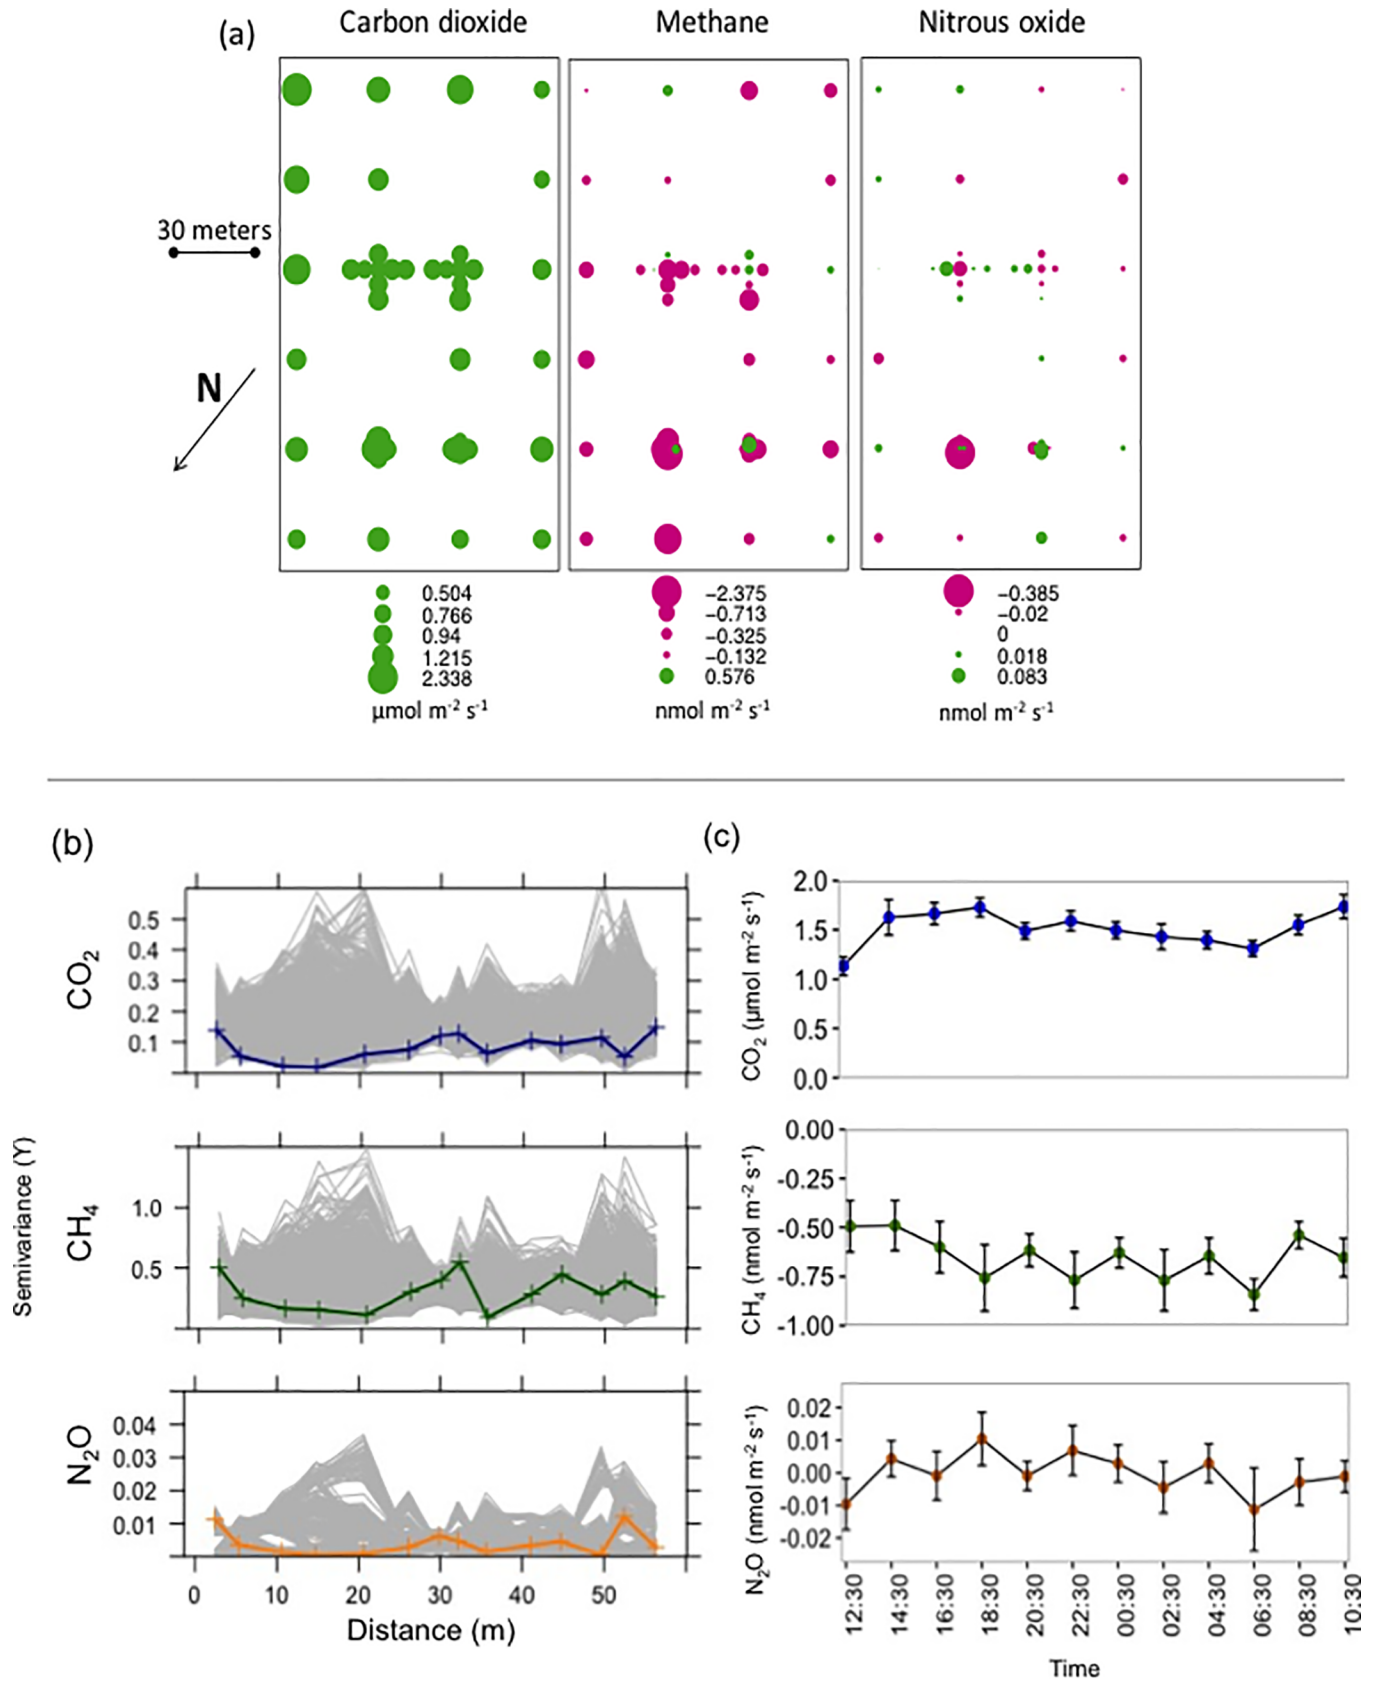 (a)
Carbon dioxide
Methane
Nitrous oxide
30 meters
N
0.504
0.766
0.94
1.215
2.338
µmol m-2 s-1
−2.375
−0.713
−0.325
−0.132
0.576
nmol m-2 s-1
−0.385
−0.02
0
0.018
0.083
nmol m-2 s-1
(b)
Semivariance (Y)
CO2
0.5
0.4
0.3
0.2
0.1
CH4
1.0
0.5
N2O
0.04
0.03
0.02
0.01
0 10 20 30 40 50
Distance (m)
(c)
CO2 (µmol m-2 s-1)
2.0
1.5
1.0
0.5
0.0
CH4 (nmol m-2 s-1)
0.00
-0.25
-0.50
-0.75
-1.00
N2O (nmol m-2 s-1)
0.02
0.01
0.00
-0.01
-0.02
12:30 14:30 16:30 18:30 20:30 22:30 00:30 02:30 04:30 06:30 08:30 10:30
Time